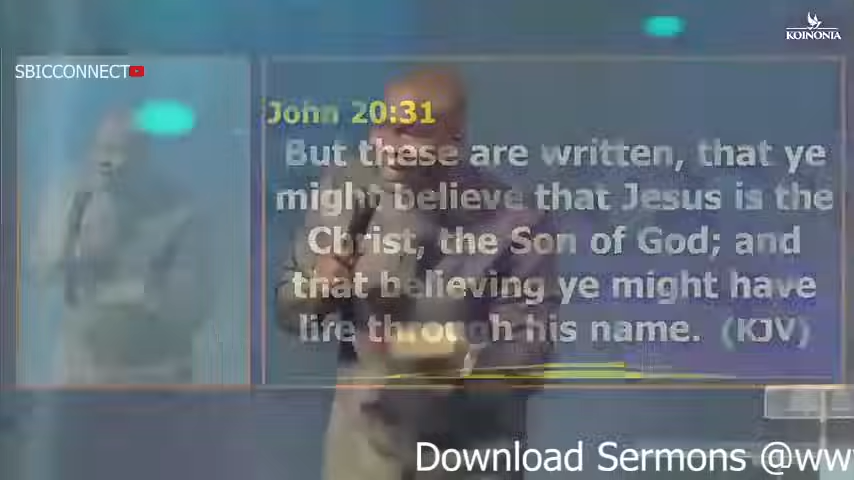 KOINONIA
SBICCONNECT
John 20:31
But these are written, that ye
might believe that Jesus is the
Christ, the Son of God; and
that believing ye might have
life through his name. (KJV)
Download Sermons @ww